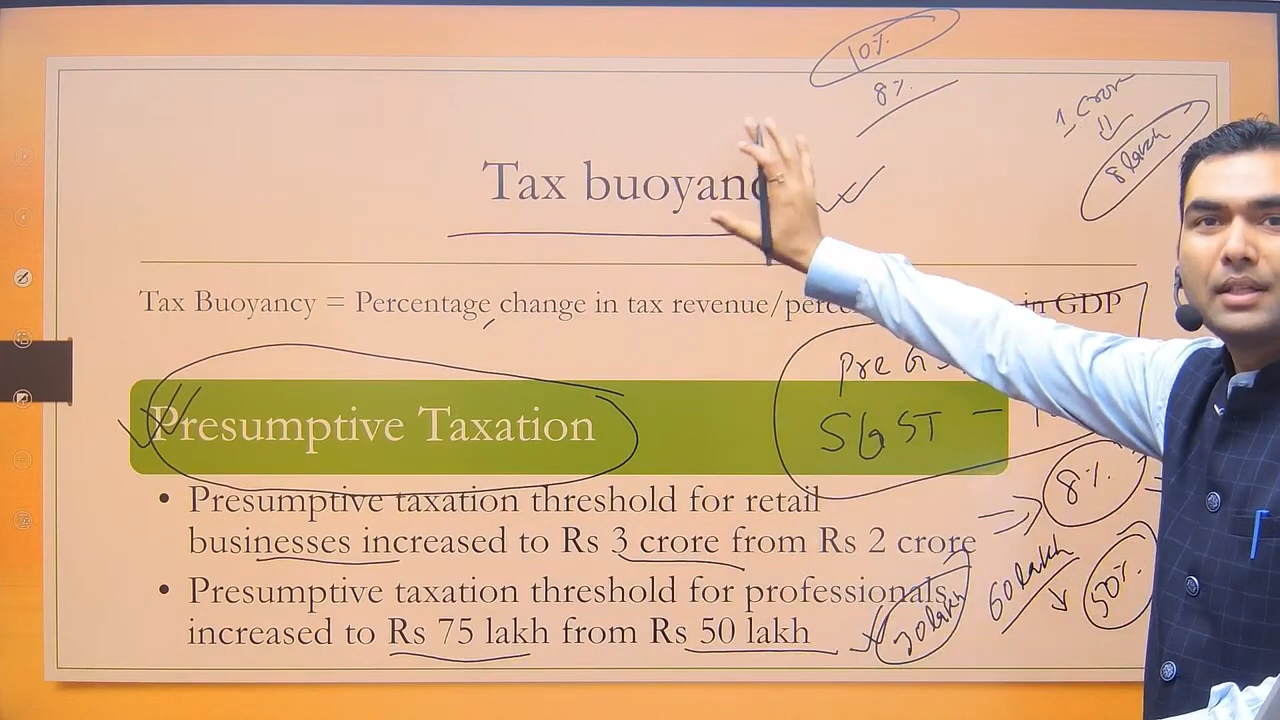 10%
8%
1 crore
8 lakh
Tax buoyanc
Tax Buoyancy = Percentage change in tax revenue/perce in GDP
Pre GS
SGST -
Presumptive Taxation
8%
• Presumptive taxation threshold for retail
businesses increased to Rs 3 crore from Rs 2 crore
60 lakh
50%
• Presumptive taxation threshold for professionals
increased to Rs 75 lakh from Rs 50 lakh